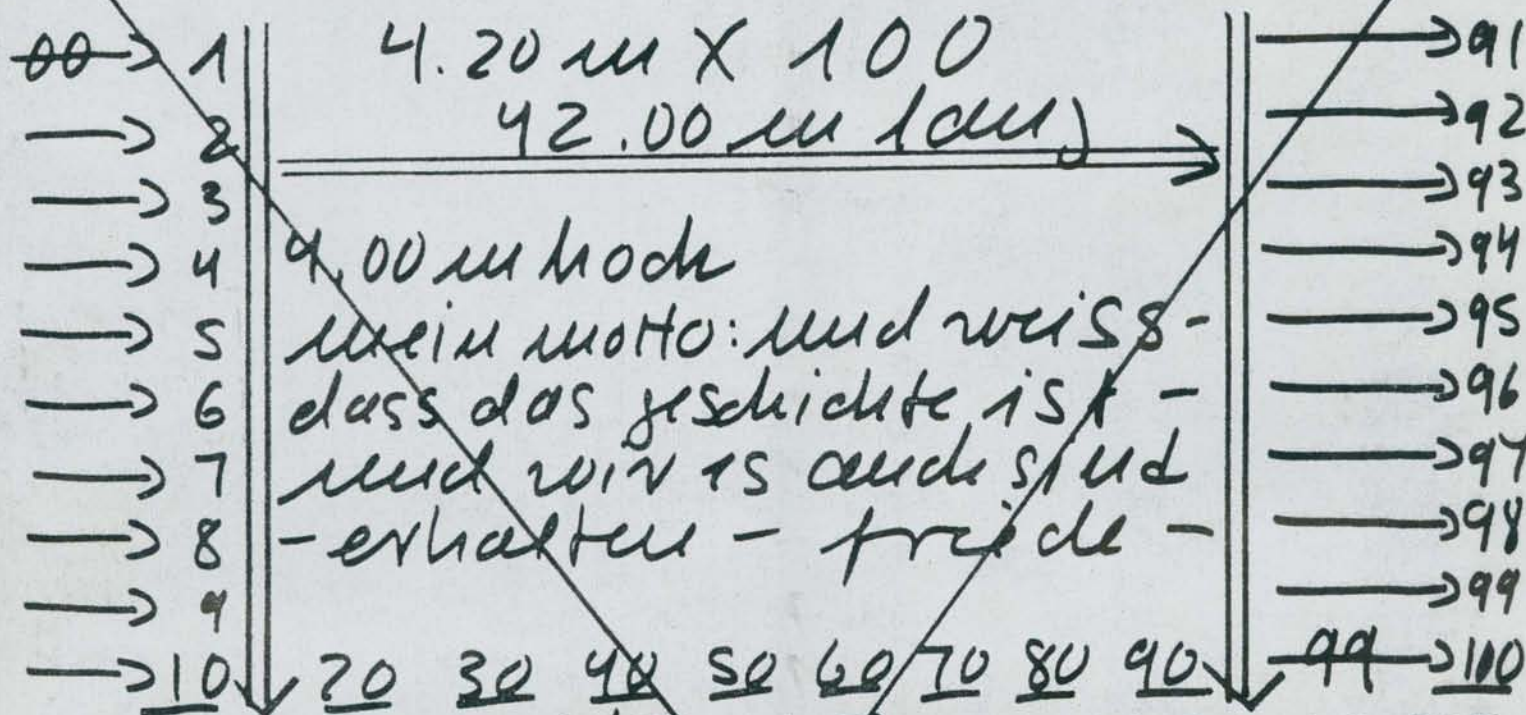 00 → 1
→ 2
→ 3
→ 4
→ 5
→ 6
→ 7
→ 8
→ 9
→ 10
4.20 m X 100
42.00 m lang
4.00 m hoch
mein motto: und weiss -
dass das geschichte ist -
und wir es auch sind
- erhalten - friede -
20 30 40 50 60 70 80 90
→ 91
→ 92
→ 93
→ 94
→ 95
→ 96
→ 97
→ 98
→ 99
99 → 100